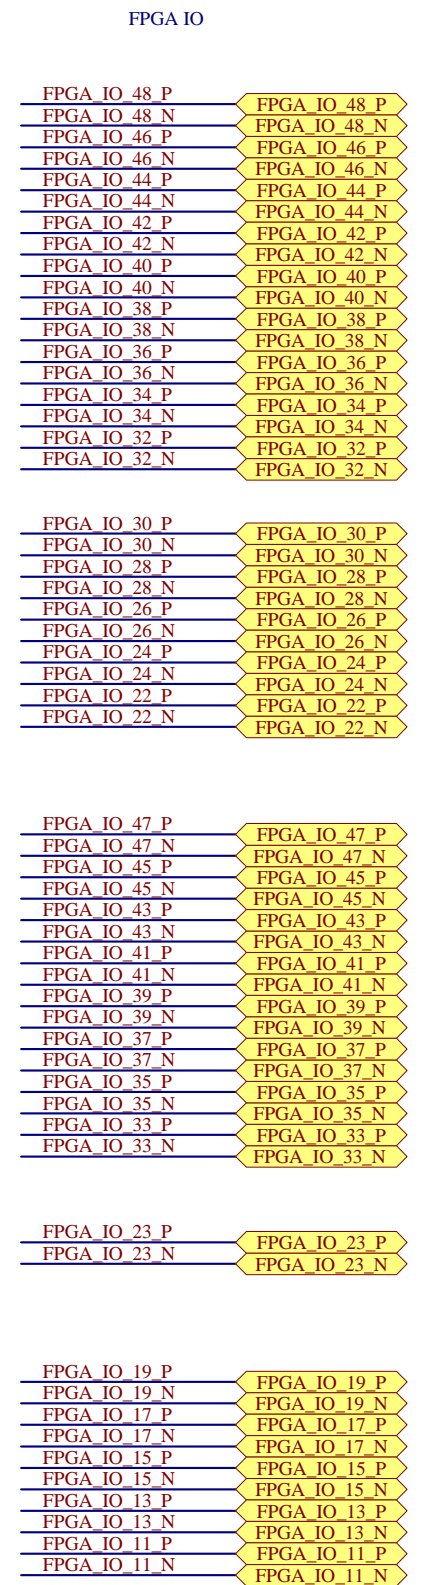 FPGA IO
FPGA_IO_48_P FPGA_IO_48_P
FPGA_IO_48_N FPGA_IO_48_N
FPGA_IO_46_P FPGA_IO_46_P
FPGA_IO_46_N FPGA_IO_46_N
FPGA_IO_44_P FPGA_IO_44_P
FPGA_IO_44_N FPGA_IO_44_N
FPGA_IO_42_P FPGA_IO_42_P
FPGA_IO_42_N FPGA_IO_42_N
FPGA_IO_40_P FPGA_IO_40_P
FPGA_IO_40_N FPGA_IO_40_N
FPGA_IO_38_P FPGA_IO_38_P
FPGA_IO_38_N FPGA_IO_38_N
FPGA_IO_36_P FPGA_IO_36_P
FPGA_IO_36_N FPGA_IO_36_N
FPGA_IO_34_P FPGA_IO_34_P
FPGA_IO_34_N FPGA_IO_34_N
FPGA_IO_32_P FPGA_IO_32_P
FPGA_IO_32_N FPGA_IO_32_N
FPGA_IO_30_P FPGA_IO_30_P
FPGA_IO_30_N FPGA_IO_30_N
FPGA_IO_28_P FPGA_IO_28_P
FPGA_IO_28_N FPGA_IO_28_N
FPGA_IO_26_P FPGA_IO_26_P
FPGA_IO_26_N FPGA_IO_26_N
FPGA_IO_24_P FPGA_IO_24_P
FPGA_IO_24_N FPGA_IO_24_N
FPGA_IO_22_P FPGA_IO_22_P
FPGA_IO_22_N FPGA_IO_22_N
FPGA_IO_47_P FPGA_IO_47_P
FPGA_IO_47_N FPGA_IO_47_N
FPGA_IO_45_P FPGA_IO_45_P
FPGA_IO_45_N FPGA_IO_45_N
FPGA_IO_43_P FPGA_IO_43_P
FPGA_IO_43_N FPGA_IO_43_N
FPGA_IO_41_P FPGA_IO_41_P
FPGA_IO_41_N FPGA_IO_41_N
FPGA_IO_39_P FPGA_IO_39_P
FPGA_IO_39_N FPGA_IO_39_N
FPGA_IO_37_P FPGA_IO_37_P
FPGA_IO_37_N FPGA_IO_37_N
FPGA_IO_35_P FPGA_IO_35_P
FPGA_IO_35_N FPGA_IO_35_N
FPGA_IO_33_P FPGA_IO_33_P
FPGA_IO_33_N FPGA_IO_33_N
FPGA_IO_23_P FPGA_IO_23_P
FPGA_IO_23_N FPGA_IO_23_N
FPGA_IO_19_P FPGA_IO_19_P
FPGA_IO_19_N FPGA_IO_19_N
FPGA_IO_17_P FPGA_IO_17_P
FPGA_IO_17_N FPGA_IO_17_N
FPGA_IO_15_P FPGA_IO_15_P
FPGA_IO_15_N FPGA_IO_15_N
FPGA_IO_13_P FPGA_IO_13_P
FPGA_IO_13_N FPGA_IO_13_N
FPGA_IO_11_P FPGA_IO_11_P
FPGA_IO_11_N FPGA_IO_11_N